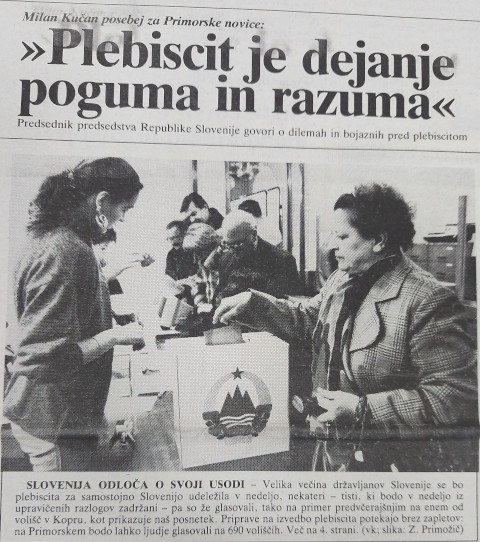 Milan Kučan posebej za Primorske novice:
»Plebiscit je dejanje
poguma in razuma«
Predsednik predsedstva Republike Slovenije govori o dilemah in bojaznih pred plebiscitom
SLOVENIJA ODLOČA O SVOJI USODI – Velika večina državljanov Slovenije se bo
plebiscita za samostojno Slovenijo udeležila v nedeljo, nekateri – tisti, ki bodo v nedeljo iz
upravičenih razlogov zadržani – pa so že glasovali, tako na primer predvčerajšnjim na enem od
volišč v Kopru, kot prikazuje naš posnetek. Priprave na izvedbo plebiscita potekajo brez zapletov:
na Primorskem bodo lahko ljudje glasovali na 690 voliščih. Več na 4. strani. (vk; slika: Z. Primožič)